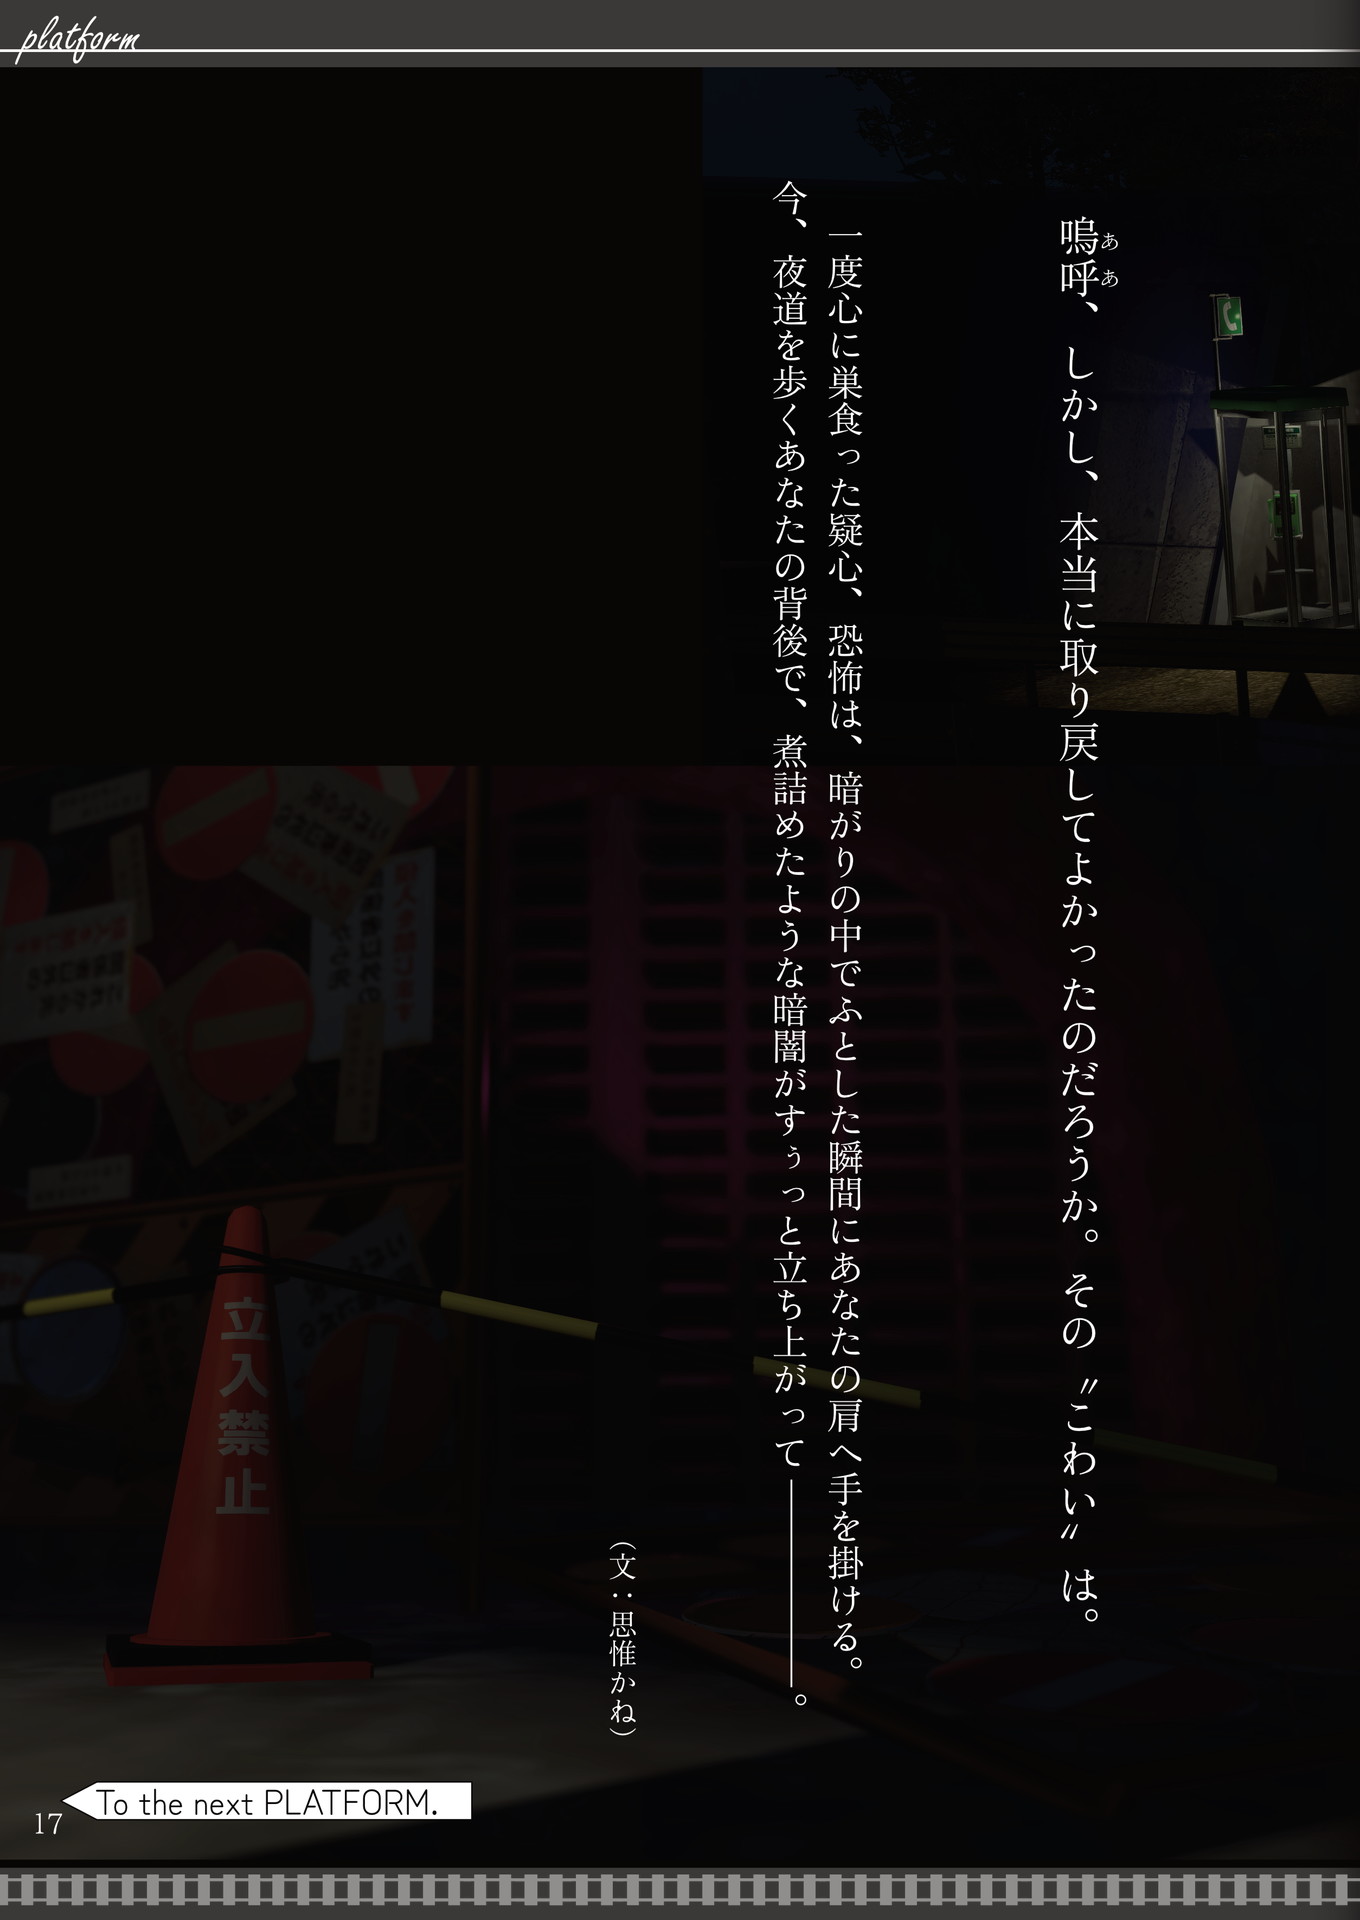 platform
嗚呼、しかし、本当に取り戻してよかったのだろうか。その〝こわい〟は。
一度心に巣食った疑心、恐怖は、暗がりの中でふとした瞬間にあなたの肩へ手を掛ける。
今、夜道を歩くあなたの背後で、煮詰めたような暗闇がすぅっと立ち上がって――――。
(文:思惟かね)
立入禁止
To the next PLATFORM.
17